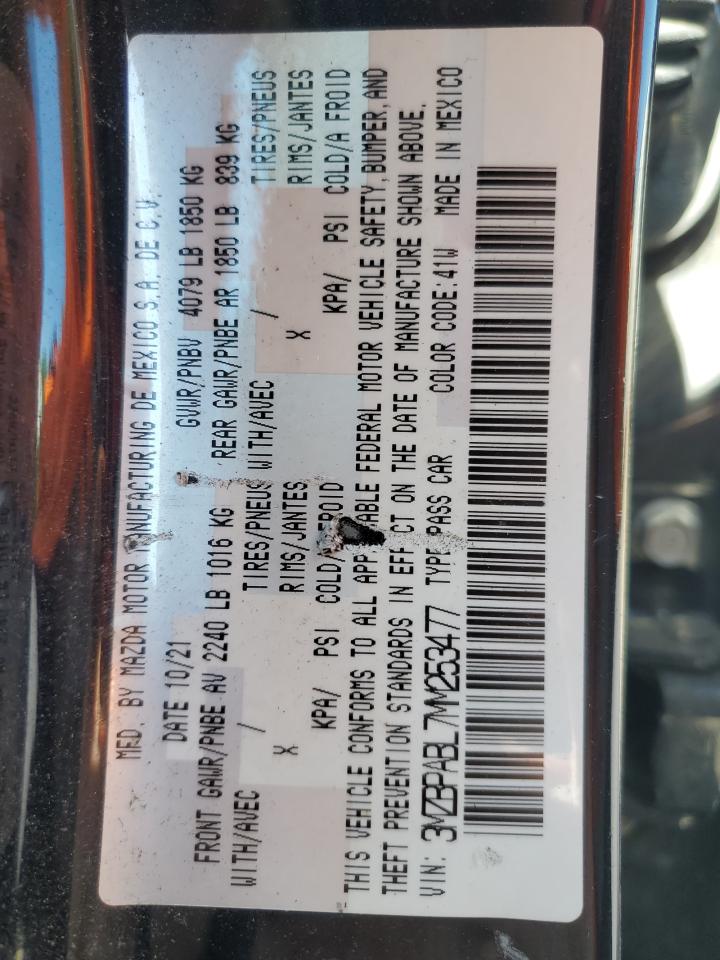 MFD. BY MAZDA MOTOR MANUFACTURING DE MEXICO S.A. DE C.V.
DATE 10/21 GVWR/PNBV 4079 LB 1850 KG
FRONT GAWR/PNBE AV 2240 LB 1016 KG REAR GAWR/PNBE AR 1850 LB 839 KG
WITH/AVEC / TIRES/PNEUS WITH/AVEC / TIRES/PNEUS
X RIMS/JANTES X RIMS/JANTES
KPA/ PSI COLD/A FROID KPA/ PSI COLD/A FROID
THIS VEHICLE CONFORMS TO ALL APPLICABLE FEDERAL MOTOR VEHICLE SAFETY, BUMPER, AND
THEFT PREVENTION STANDARDS IN EFFECT ON THE DATE OF MANUFACTURE SHOWN ABOVE.
VIN: 3MZBPABL7MM253477 TYPE:PASS CAR COLOR CODE:41W MADE IN MEXICO